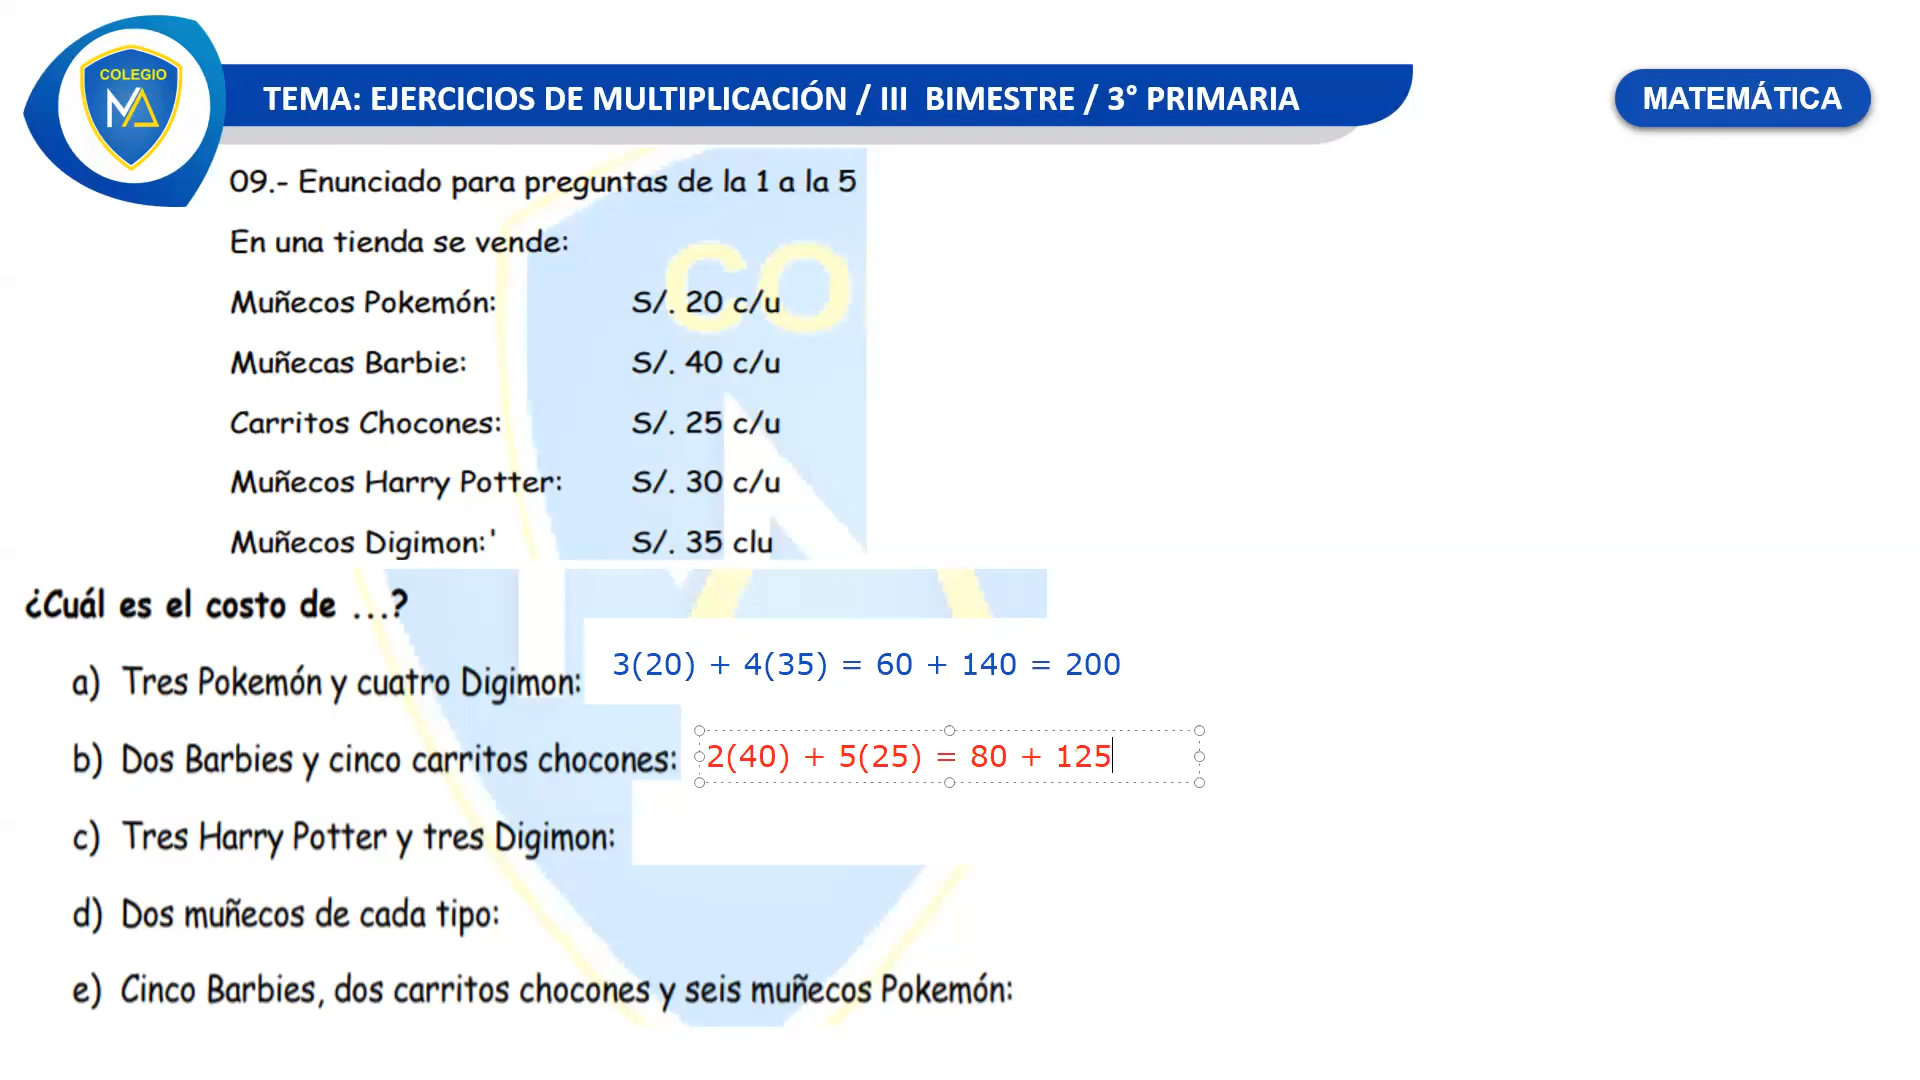 COLEGIO
MA
TEMA: EJERCICIOS DE MULTIPLICACIÓN / III BIMESTRE / 3° PRIMARIA
MATEMÁTICA
09.- Enunciado para preguntas de la 1 a la 5
En una tienda se vende:
Muñecos Pokemón: S/. 20 c/u
Muñecas Barbie: S/. 40 c/u
Carritos Chocones: S/. 25 c/u
Muñecos Harry Potter: S/. 30 c/u
Muñecos Digimon:' S/. 35 clu
CO
¿Cuál es el costo de ...?
a) Tres Pokemón y cuatro Digimon: 3(20) + 4(35) = 60 + 140 = 200
b) Dos Barbies y cinco carritos chocones: 2(40) + 5(25) = 80 + 125
c) Tres Harry Potter y tres Digimon:
d) Dos muñecos de cada tipo:
e) Cinco Barbies, dos carritos chocones y seis muñecos Pokemón: